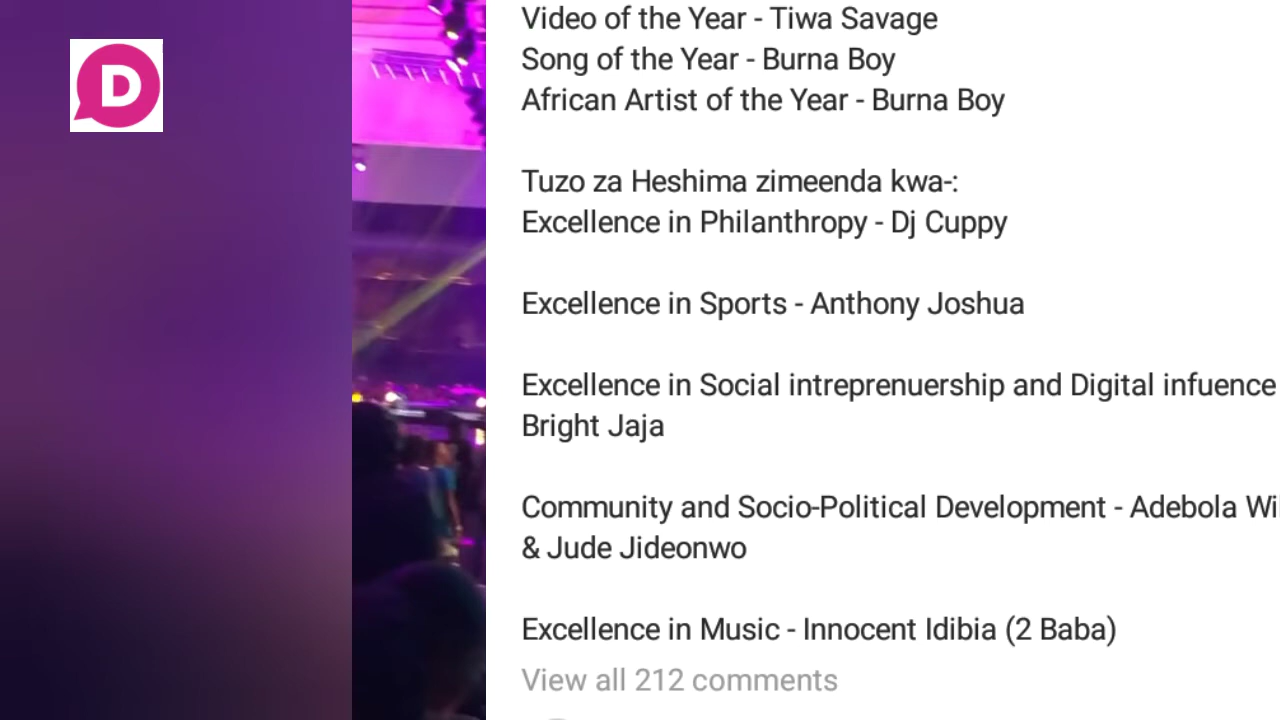 D
Video of the Year - Tiwa Savage
Song of the Year - Burna Boy
African Artist of the Year - Burna Boy
Tuzo za Heshima zimeenda kwa-:
Excellence in Philanthropy - Dj Cuppy
Excellence in Sports - Anthony Joshua
Excellence in Social intreprenuership and Digital infuence
Bright Jaja
Community and Socio-Political Development - Adebola
& Jude Jideonwo
Excellence in Music - Innocent Idibia (2 Baba)
View all 212 comments